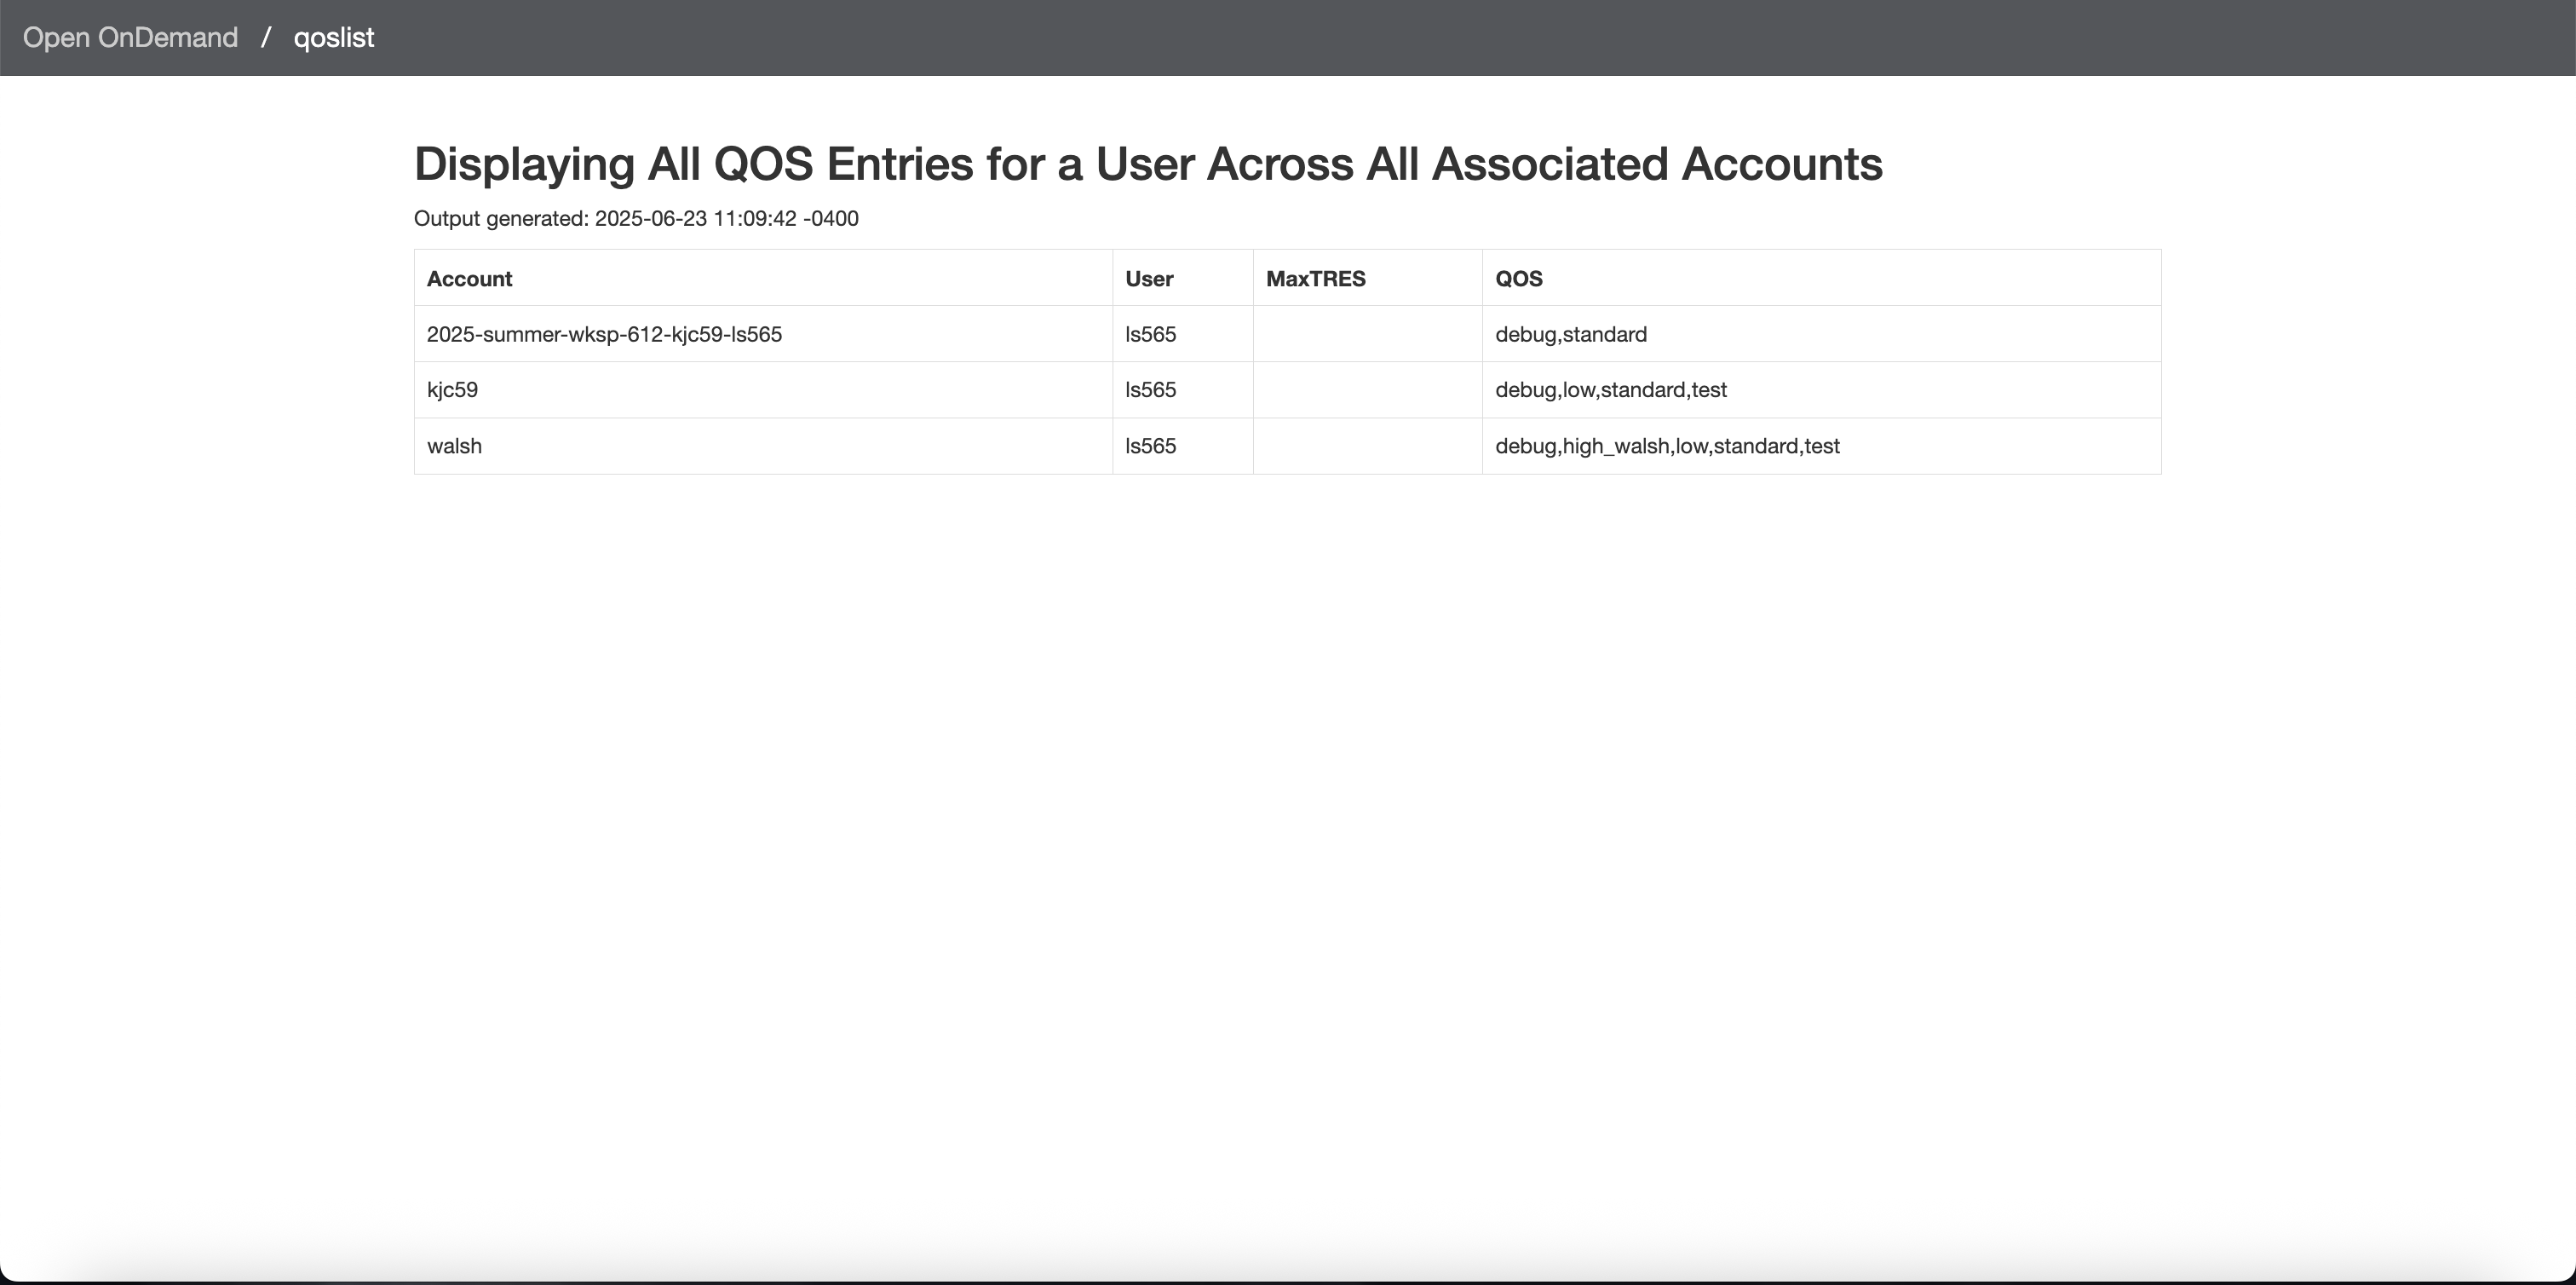 Open OnDemand / qoslist
Displaying All QOS Entries for a User Across All Associated Accounts
Output generated: 2025-06-23 11:09:42 -0400
Account User MaxTRES QOS
2025-summer-wksp-612-kjc59-ls565 ls565 debug,standard
kjc59 ls565 debug,low,standard,test
walsh ls565 debug,high_walsh,low,standard,test